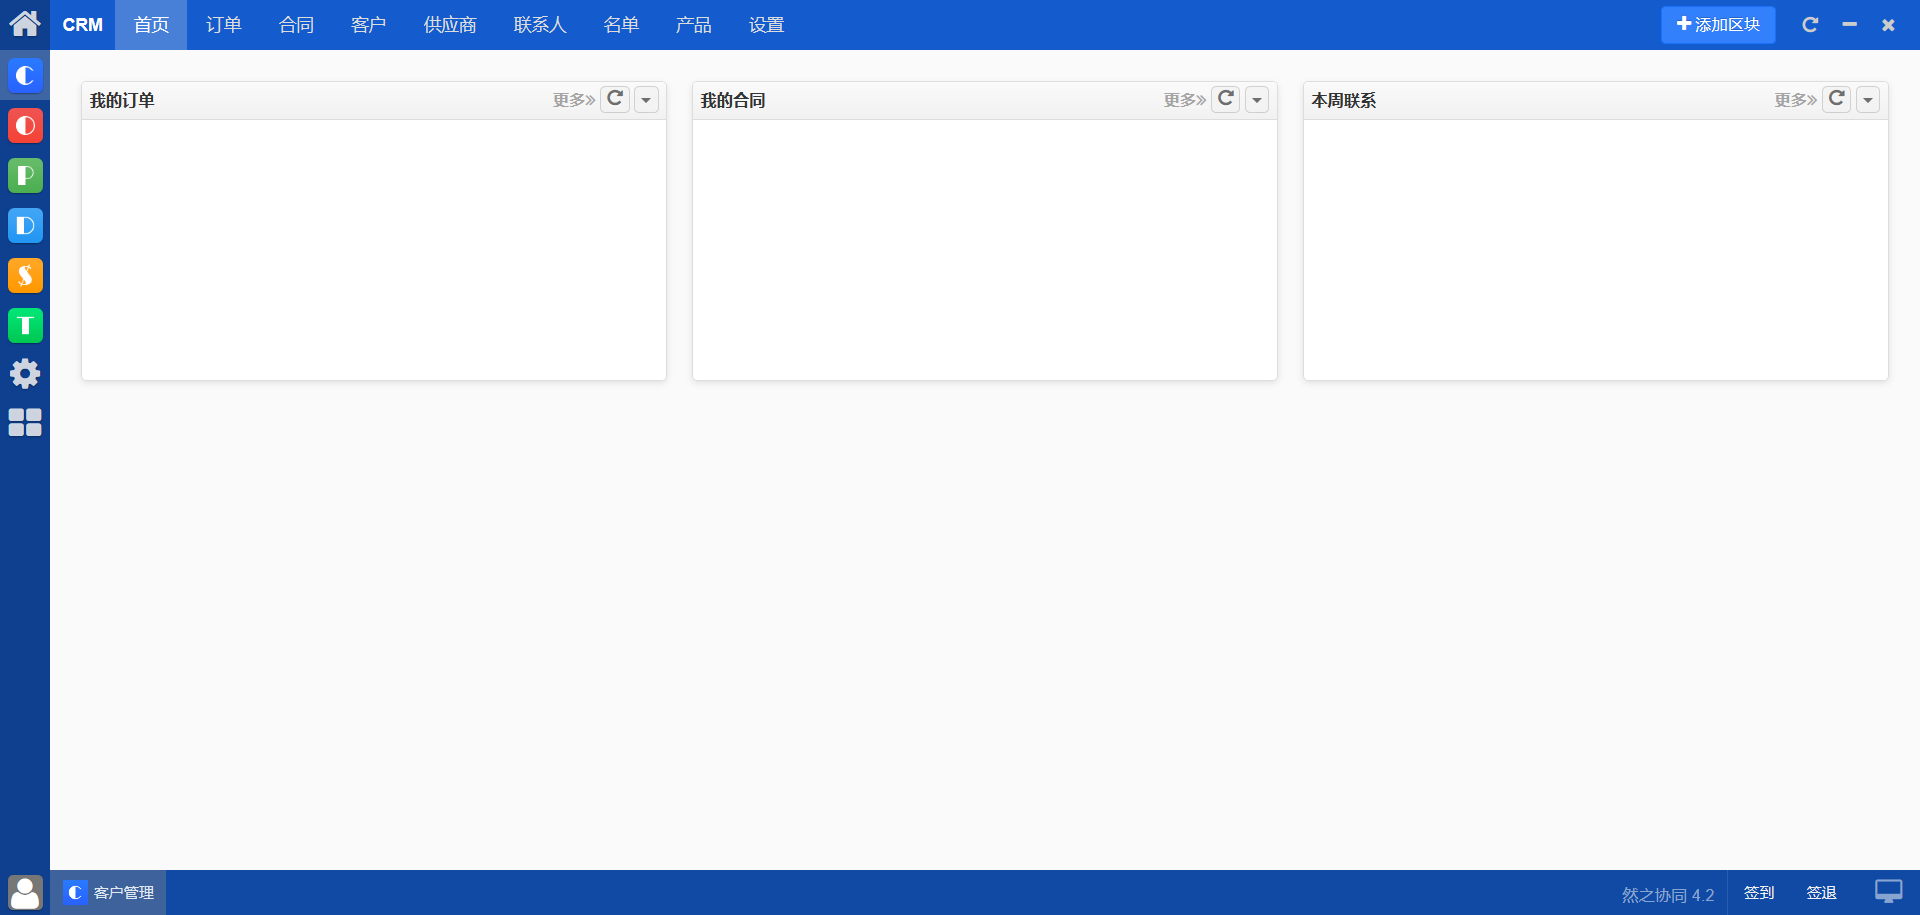 CRM 首页 订单 合同 客户 供应商 联系人 名单 产品 设置 添加区块
C
D
P
D
$
T
我的订单 更多
我的合同 更多
本周联系 更多
C 客户管理 然之协同 4.2 签到 签退